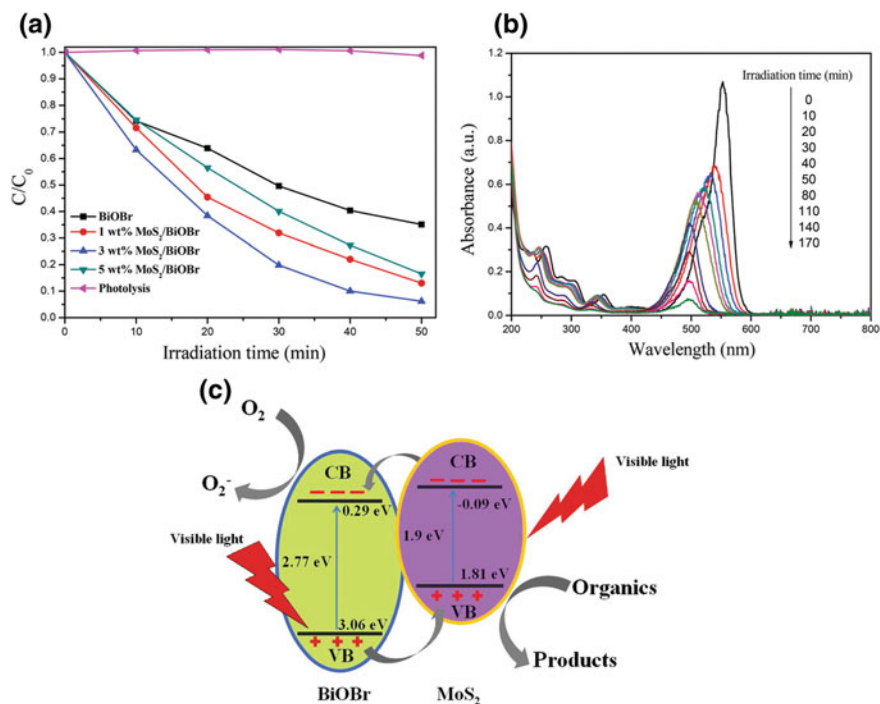 (a)
1.0
0.9
0.8
0.7
0.6
0.5
0.4
0.3
0.2
0.1
0.0
C/C₀
BiOBr
1 wt% MoS₂/BiOBr
3 wt% MoS₂/BiOBr
5 wt% MoS₂/BiOBr
Photolysis
0 10 20 30 40 50
Irradiation time (min)
(b)
1.2
1.0
0.8
0.6
0.4
0.2
0.0
Absorbance (a.u.)
Irradiation time (min)
0
10
20
30
40
50
80
110
140
170
200 300 400 500 600 700 800
Wavelength (nm)
(c)
O₂
O₂⁻
CB
0.29 eV
Visible light
2.77 eV
3.06 eV
VB
BiOBr
CB
-0.09 eV
1.9 eV
1.81 eV
VB
MoS₂
Visible light
Organics
Products